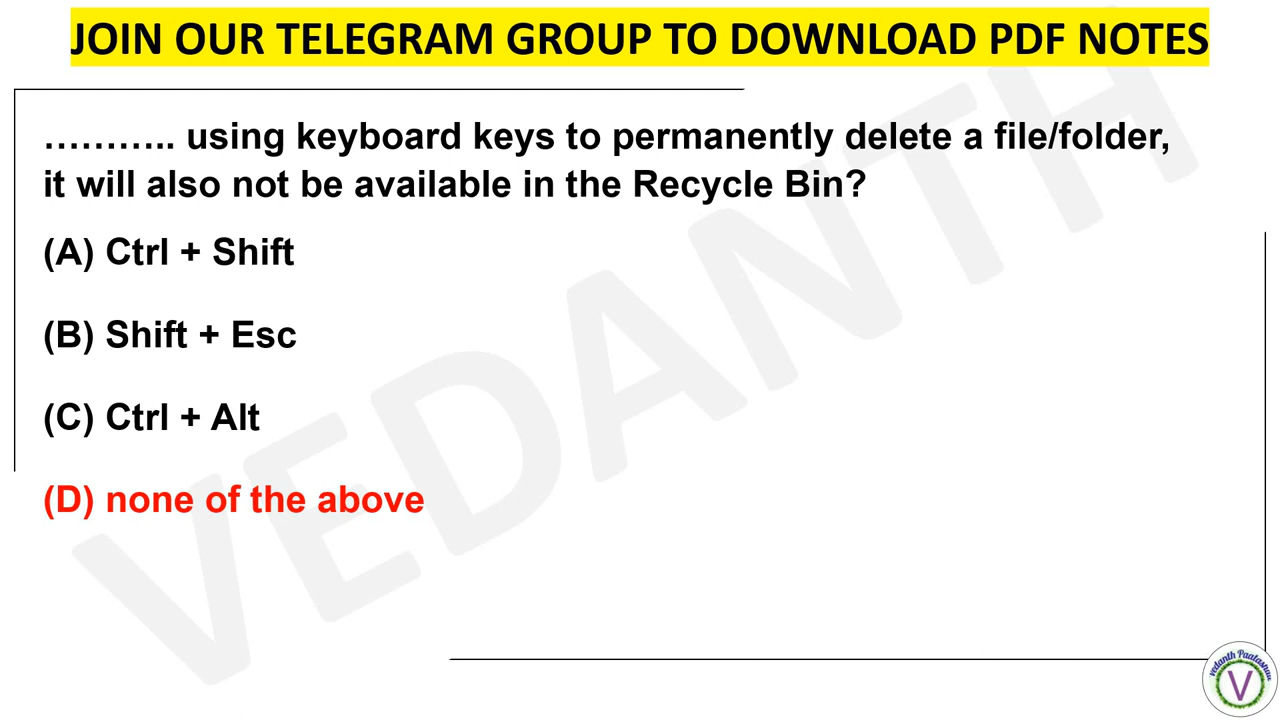 JOIN OUR TELEGRAM GROUP TO DOWNLOAD PDF NOTES
……….. using keyboard keys to permanently delete a file/folder,
it will also not be available in the Recycle Bin?
(A) Ctrl + Shift
(B) Shift + Esc
(C) Ctrl + Alt
(D) none of the above
VEDANTH
V